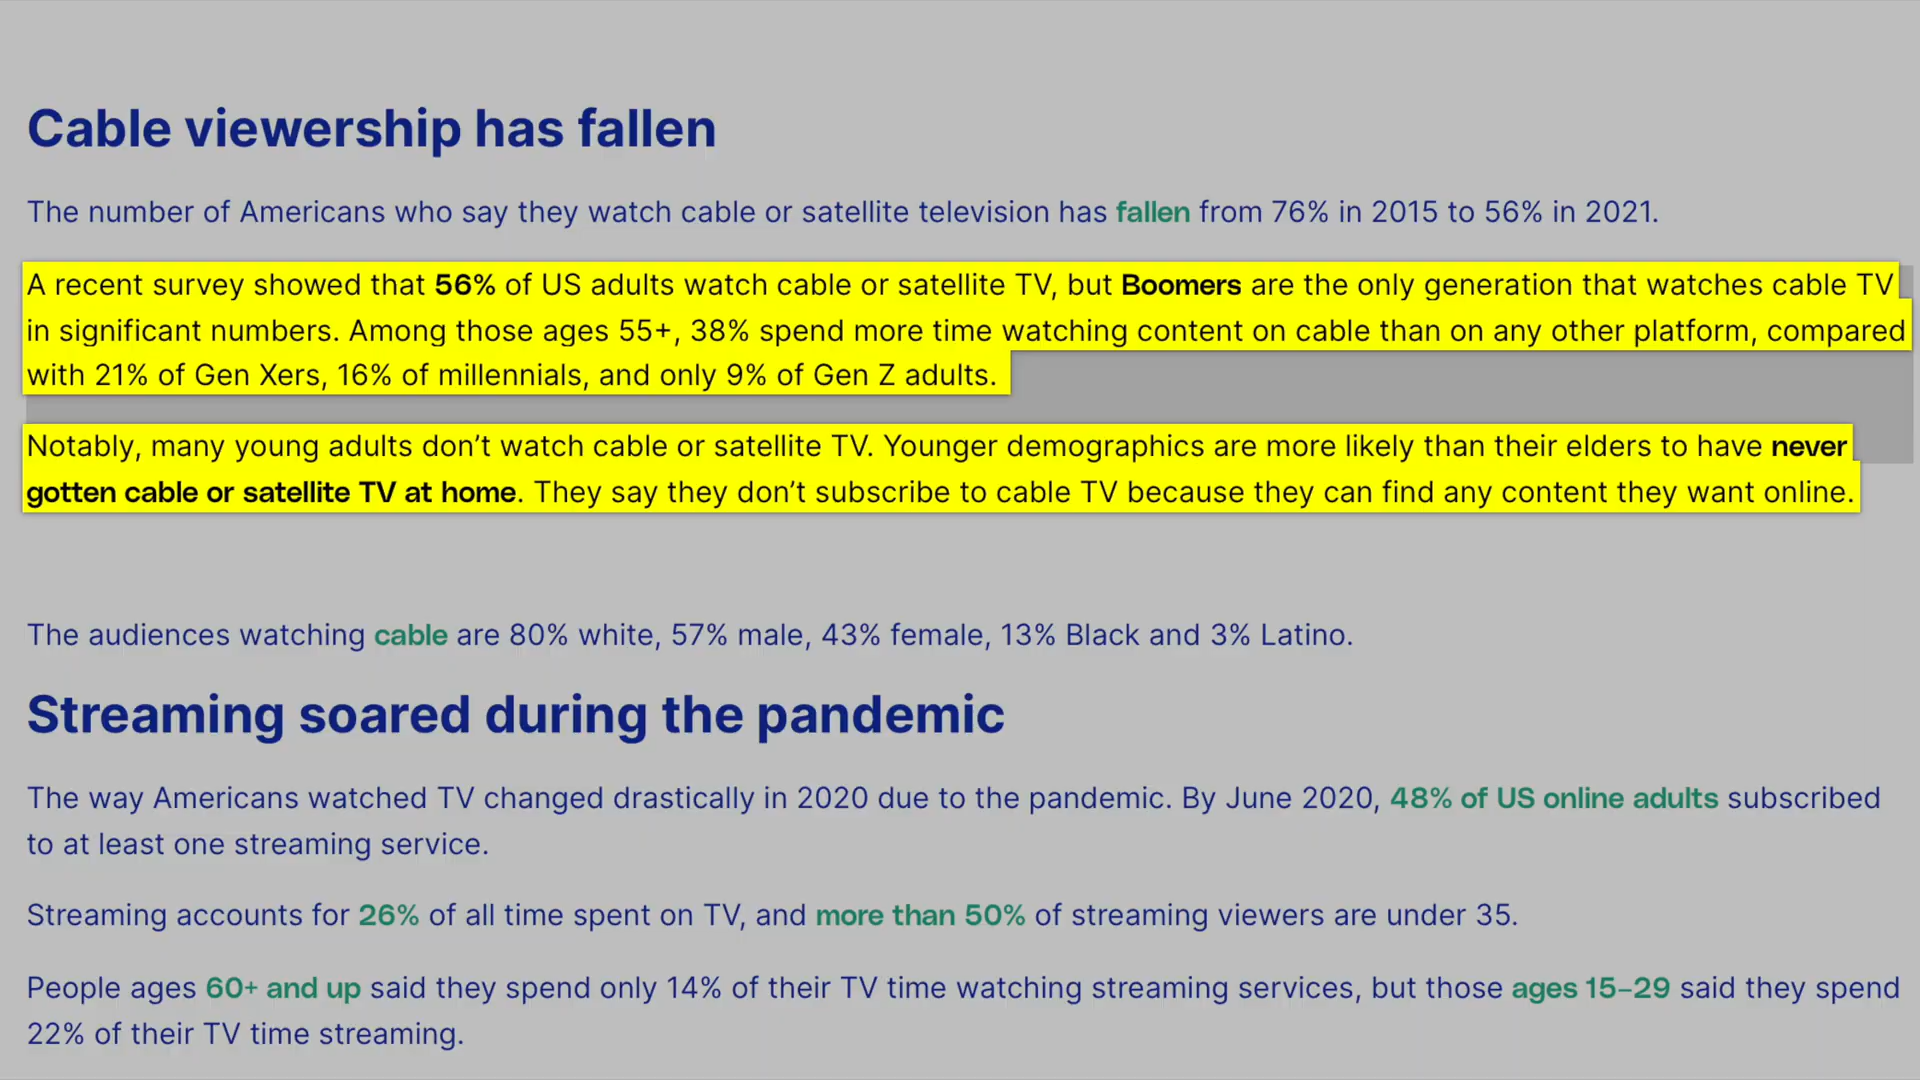 Cable viewership has fallen
The number of Americans who say they watch cable or satellite television has fallen from 76% in 2015 to 56% in 2021.
A recent survey showed that 56% of US adults watch cable or satellite TV, but Boomers are the only generation that watches cable TV
in significant numbers. Among those ages 55+, 38% spend more time watching content on cable than on any other platform, compared
with 21% of Gen Xers, 16% of millennials, and only 9% of Gen Z adults.
Notably, many young adults don’t watch cable or satellite TV. Younger demographics are more likely than their elders to have never
gotten cable or satellite TV at home. They say they don’t subscribe to cable TV because they can find any content they want online.
The audiences watching cable are 80% white, 57% male, 43% female, 13% Black and 3% Latino.
Streaming soared during the pandemic
The way Americans watched TV changed drastically in 2020 due to the pandemic. By June 2020, 48% of US online adults subscribed
to at least one streaming service.
Streaming accounts for 26% of all time spent on TV, and more than 50% of streaming viewers are under 35.
People ages 60+ and up said they spend only 14% of their TV time watching streaming services, but those ages 15–29 said they spend
22% of their TV time streaming.